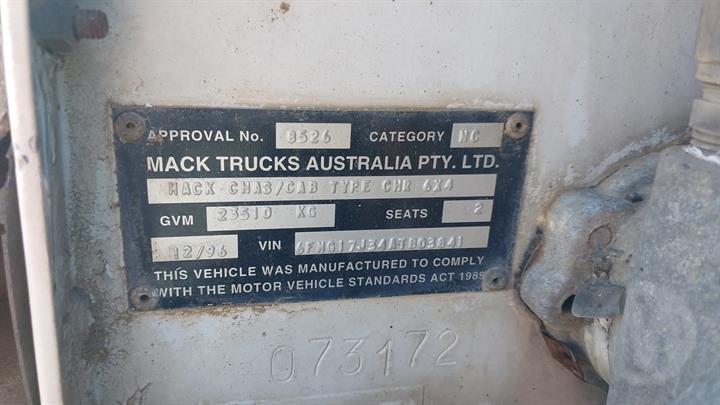 APPROVAL No. 8526 CATEGORY NC
MACK TRUCKS AUSTRALIA PTY. LTD.
MACK CHAS/CAB TYPE CHR 6X4
GVM 23510 KG SEATS 2
12/96 VIN 6FMG17J34ATB03841
THIS VEHICLE WAS MANUFACTURED TO COMPLY
WITH THE MOTOR VEHICLE STANDARDS ACT 1989
073172